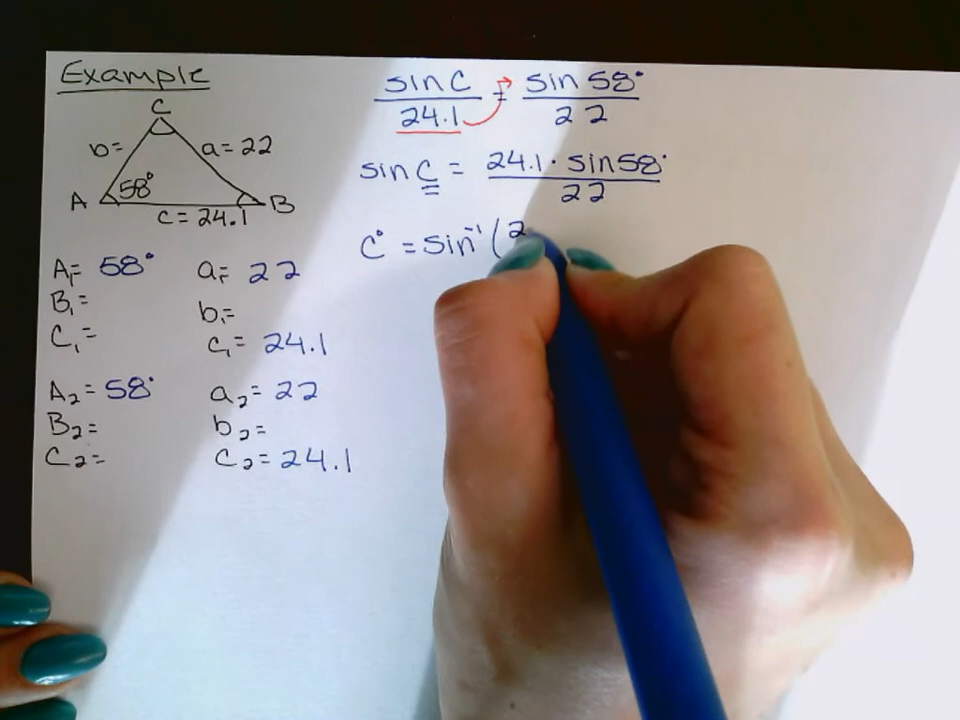 Example
C
b=
a = 22
A
58°
B
c = 24.1
A₁= 58°
a₁= 22
B₁=
b₁=
C₁=
c₁= 24.1
A₂= 58°
a₂= 22
B₂=
b₂=
C₂=
c₂= 24.1
sin C / 24.1 = sin 58° / 22
sin C = 24.1 · sin 58° / 22
C° = sin⁻¹ (2